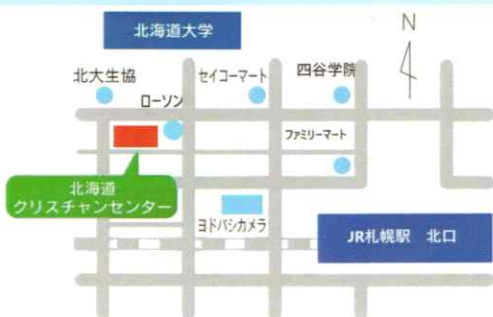 北海道大学
N
北大生協
セイコーマート
四谷学院
ローソン
ファミリーマート
北海道
クリスチャンセンター
ヨドバシカメラ
JR札幌駅 北口